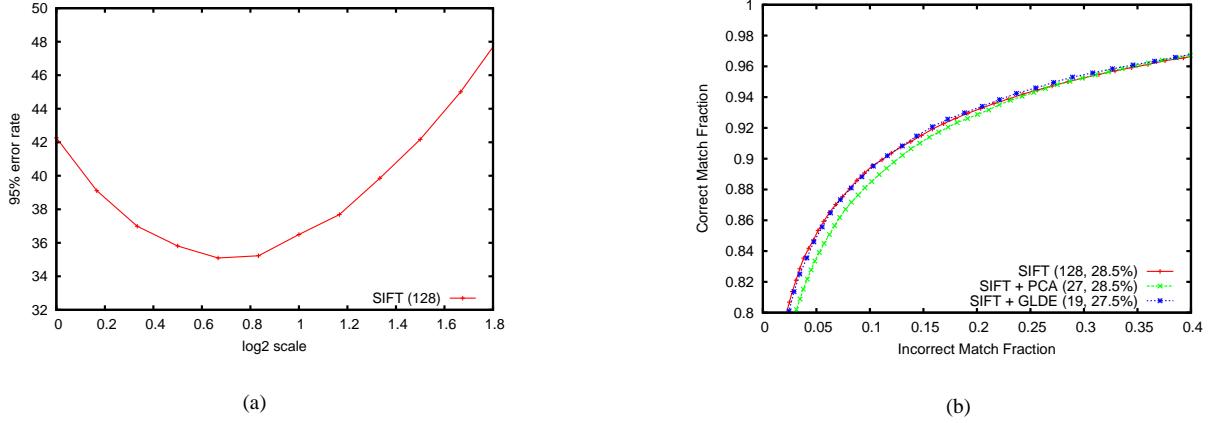 50
48
46
44
42
40
38
36
34
32
95% error rate
SIFT (128)
0 0.2 0.4 0.6 0.8 1 1.2 1.4 1.6 1.8
log2 scale
(a)
1
0.98
0.96
0.94
0.92
0.9
0.88
0.86
0.84
0.82
0.8
Correct Match Fraction
SIFT (128, 28.5%)
SIFT + PCA (27, 28.5%)
SIFT + GLDE (19, 27.5%)
0 0.05 0.1 0.15 0.2 0.25 0.3 0.35 0.4
Incorrect Match Fraction
(b)